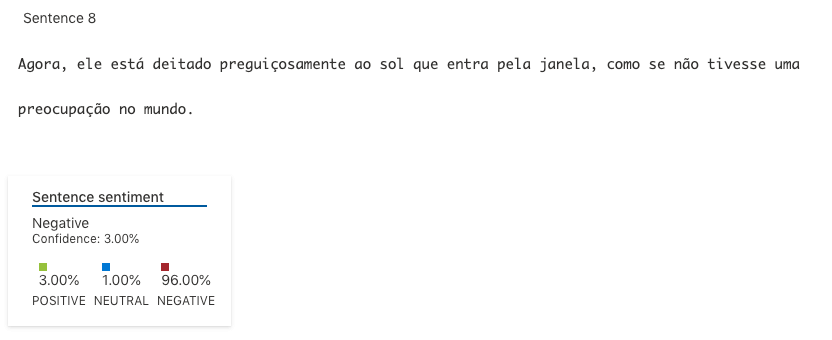 Sentence 8
Agora, ele está deitado preguiçosamente ao sol que entra pela janela, como se não tivesse uma
preocupação no mundo.
Sentence sentiment
Negative
Confidence: 3.00%
3.00% 1.00% 96.00%
POSITIVE NEUTRAL NEGATIVE